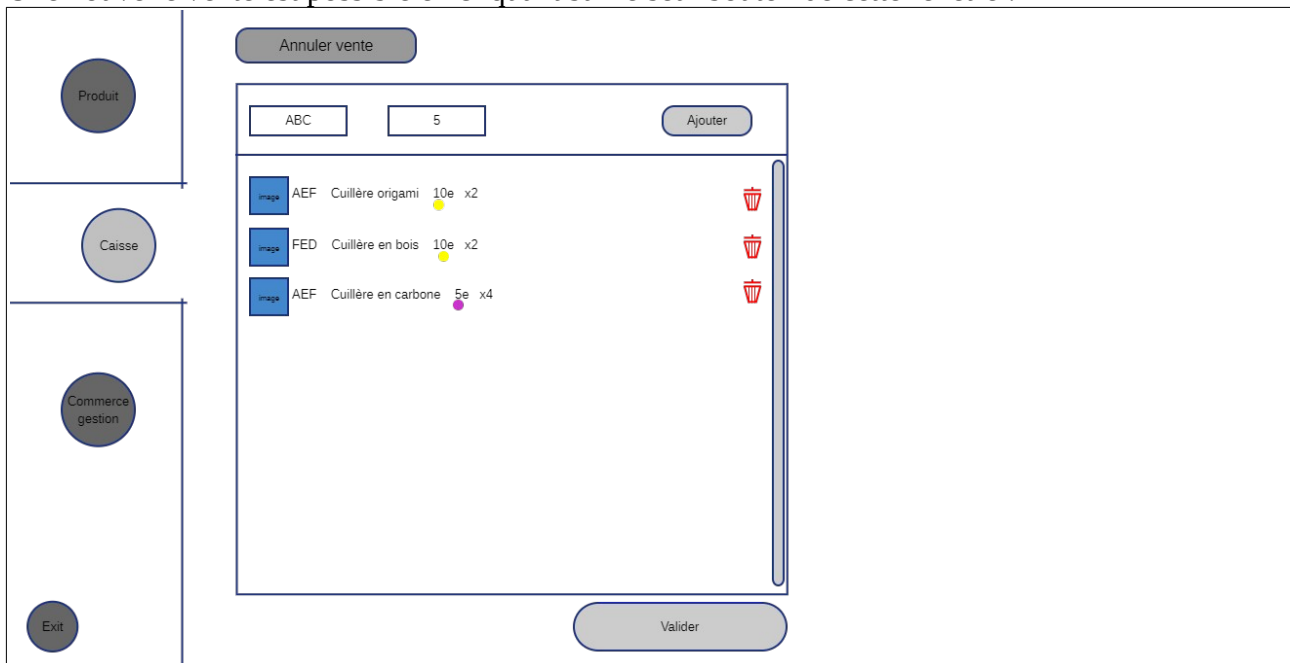 Produit
Caisse
Commerce
gestion
Exit
Annuler vente
ABC 5 Ajouter
image AEF Cuillère origami 10e x2
image FED Cuillère en bois 10e x2
image AEF Cuillère en carbone 5e x4
Valider